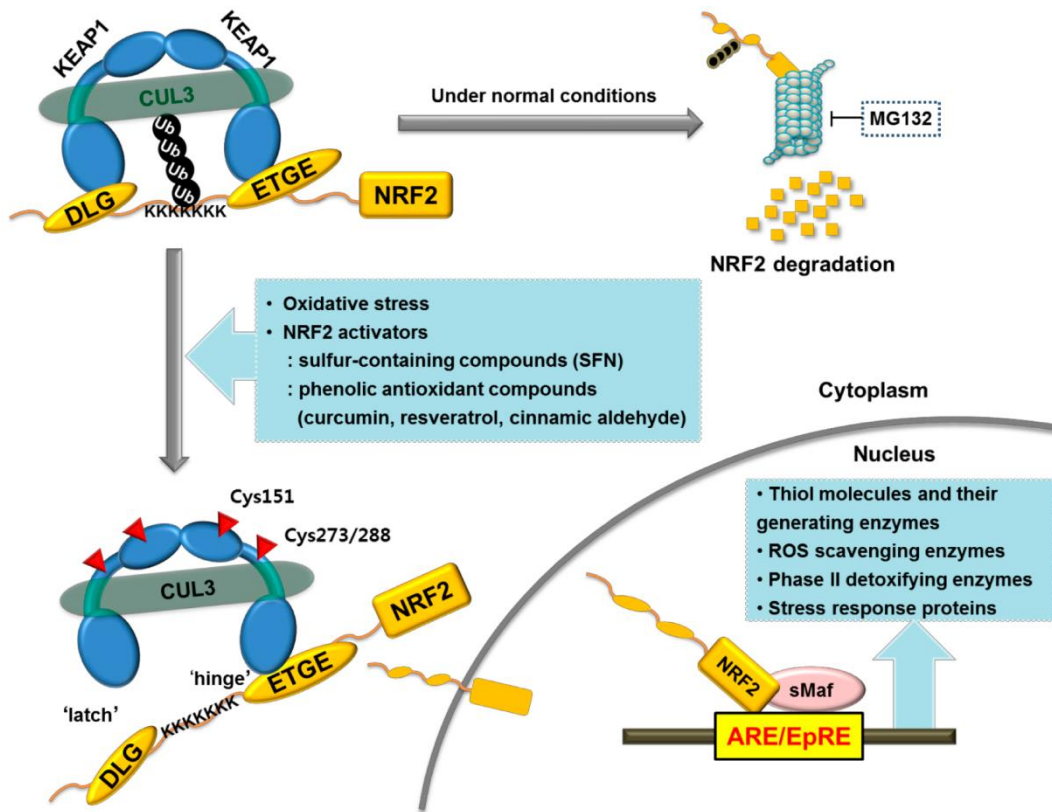 KEAP1
KEAP1
CUL3
Ub
Ub
Ub
Ub
DLG
KKKKKKK
ETGE
NRF2
Under normal conditions
MG132
NRF2 degradation
• Oxidative stress
• NRF2 activators
: sulfur-containing compounds (SFN)
: phenolic antioxidant compounds
(curcumin, resveratrol, cinnamic aldehyde)
Cytoplasm
Nucleus
• Thiol molecules and their
generating enzymes
• ROS scavenging enzymes
• Phase II detoxifying enzymes
• Stress response proteins
Cys151
Cys273/288
CUL3
NRF2
'hinge'
ETGE
'latch'
KKKKKKK
DLG
NRF2
sMaf
ARE/EpRE